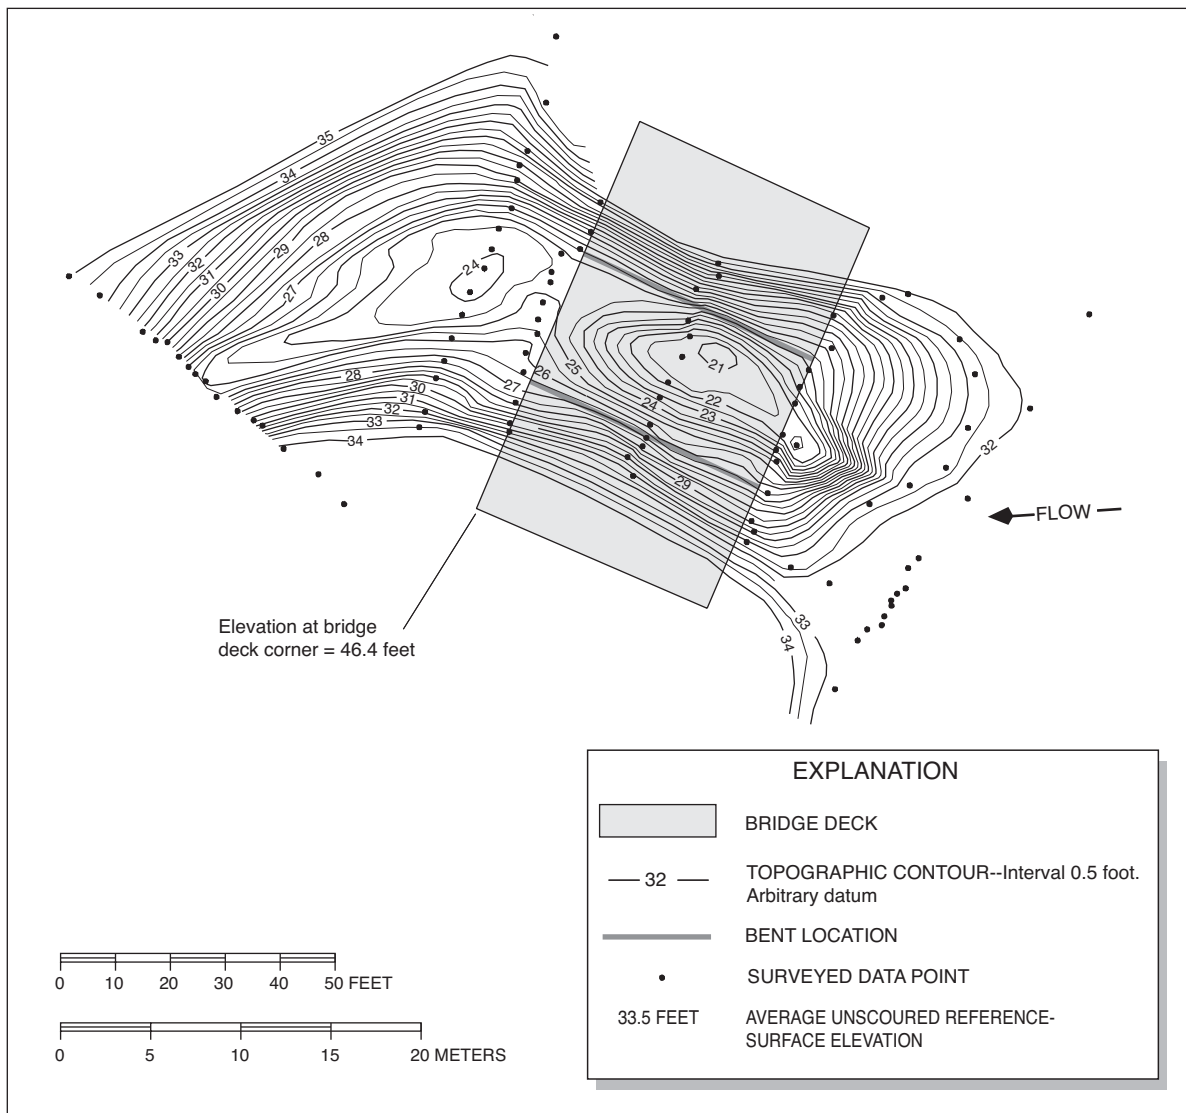 35
34
33
32
31
30
29
28
27
24
21
22
23
24
25
26
27
28
30
31
32
33
34
29
32
FLOW
33
34
Elevation at bridge
deck corner = 46.4 feet
EXPLANATION
BRIDGE DECK
32
TOPOGRAPHIC CONTOUR--Interval 0.5 foot.
Arbitrary datum
BENT LOCATION
SURVEYED DATA POINT
33.5 FEET
AVERAGE UNSCOURED REFERENCE-
SURFACE ELEVATION
0 10 20 30 40 50 FEET
0 5 10 15 20 METERS